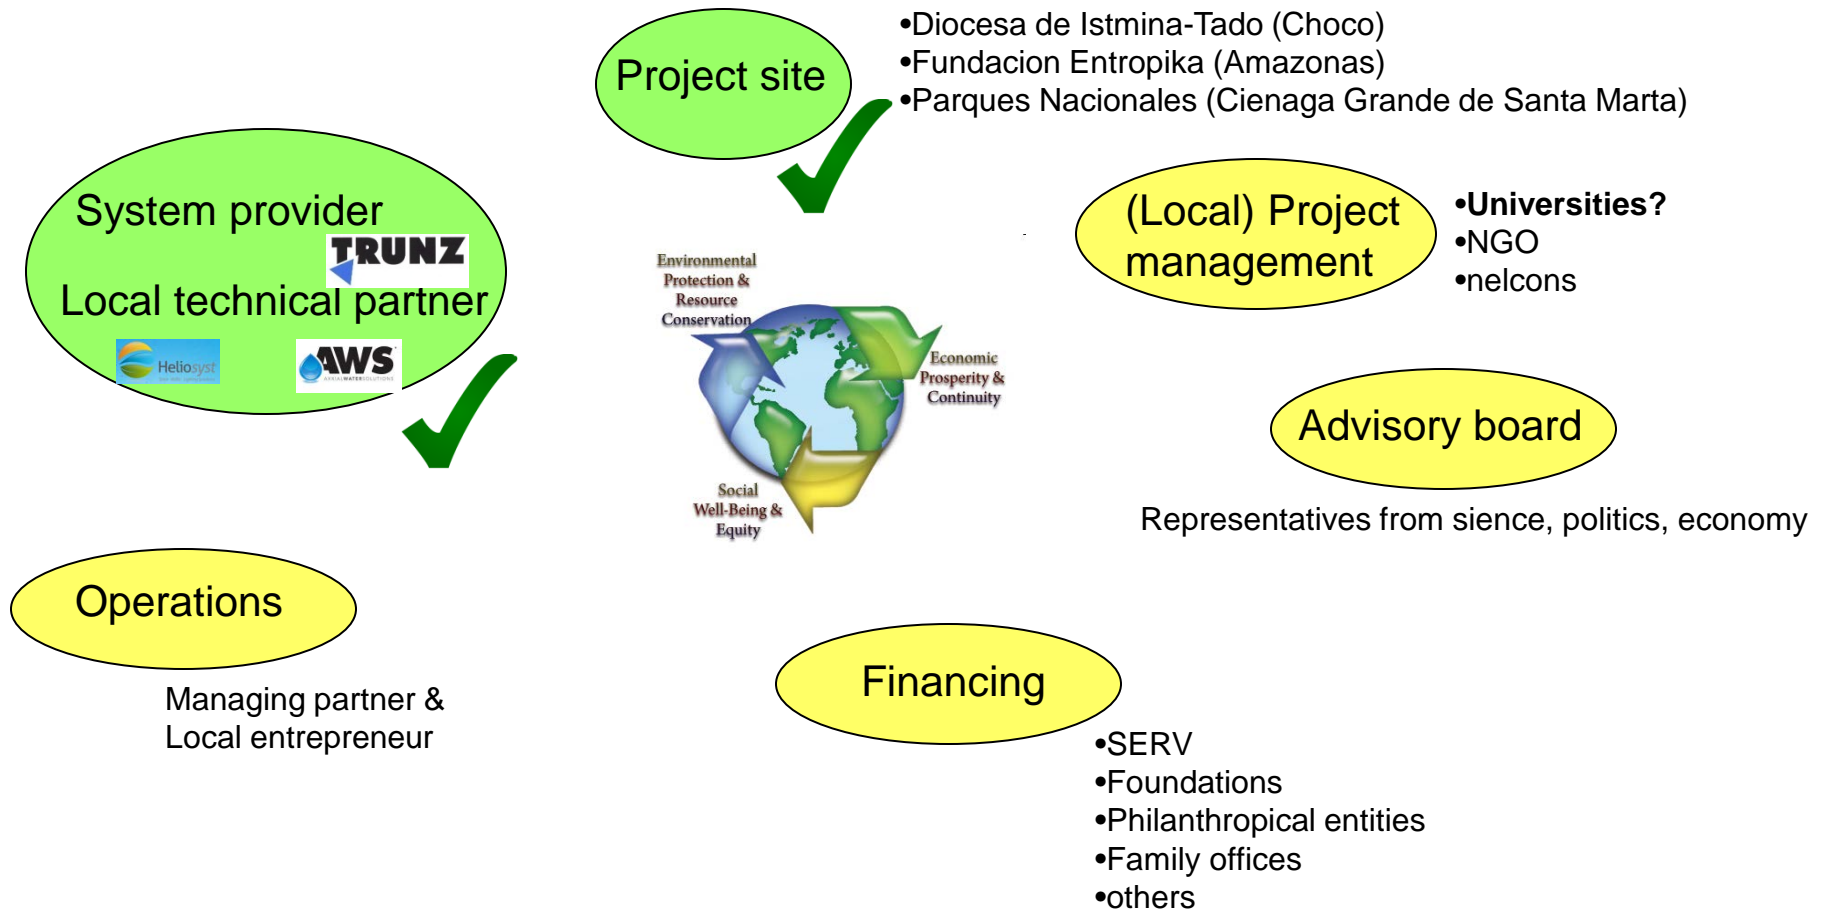 Project site
•Diocesa de Istmina-Tado (Choco)
•Fundacion Entropika (Amazonas)
•Parques Nacionales (Cienaga Grande de Santa Marta)
System provider
TRUNZ
Local technical partner
Heliosyst
AWS
(Local) Project
management
•Universities?
•NGO
•nelcons
Environmental
Protection &
Resource
Conservation
Economic
Prosperity &
Continuity
Social
Well-Being &
Equity
Advisory board
Representatives from sience, politics, economy
Operations
Managing partner &
Local entrepreneur
Financing
•SERV
•Foundations
•Philanthropical entities
•Family offices
•others